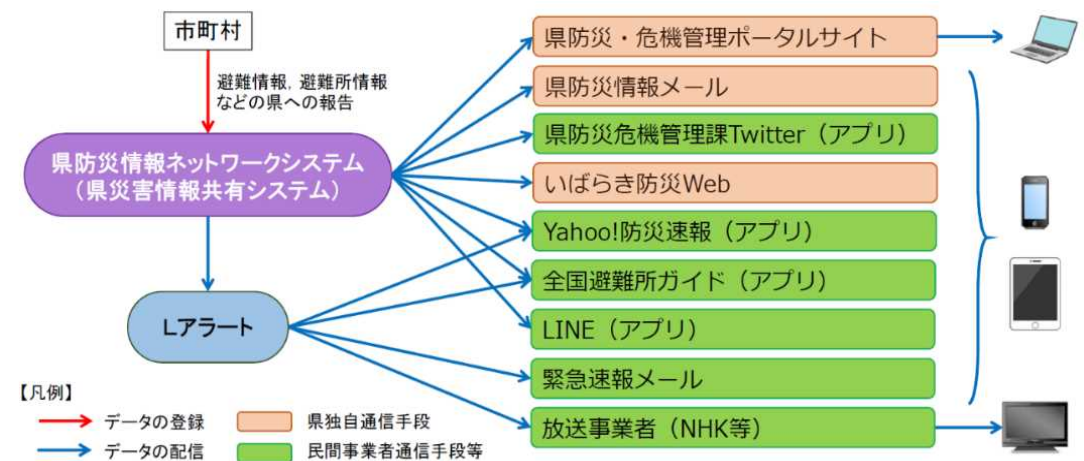 市町村
避難情報，避難所情報
などの県への報告
県防災情報ネットワークシステム
（県災害情報共有システム）
Lアラート
県防災・危機管理ポータルサイト
県防災情報メール
県防災危機管理課Twitter（アプリ）
いばらき防災Web
Yahoo!防災速報（アプリ）
全国避難所ガイド（アプリ）
LINE（アプリ）
緊急速報メール
放送事業者（NHK等）
【凡例】
データの登録
県独自通信手段
データの配信
民間事業者通信手段等